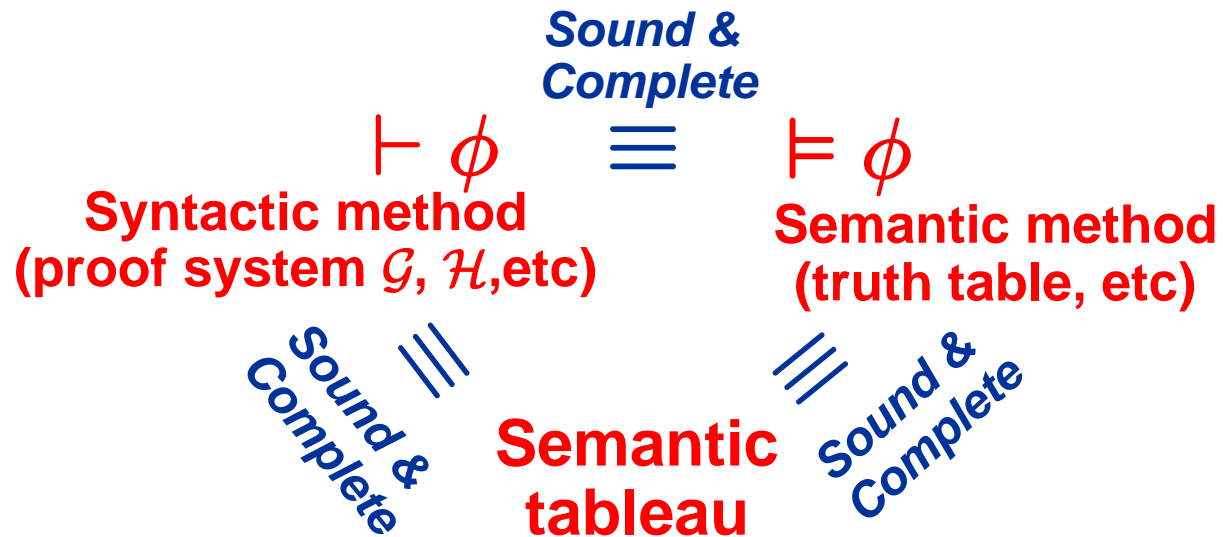 Sound &
Complete
⊢ ϕ ≡ ⊨ ϕ
Syntactic method
(proof system 𝒢, ℋ,etc)
Semantic method
(truth table, etc)
≡
Sound &
Complete
≡
Sound &
Complete
Semantic
tableau